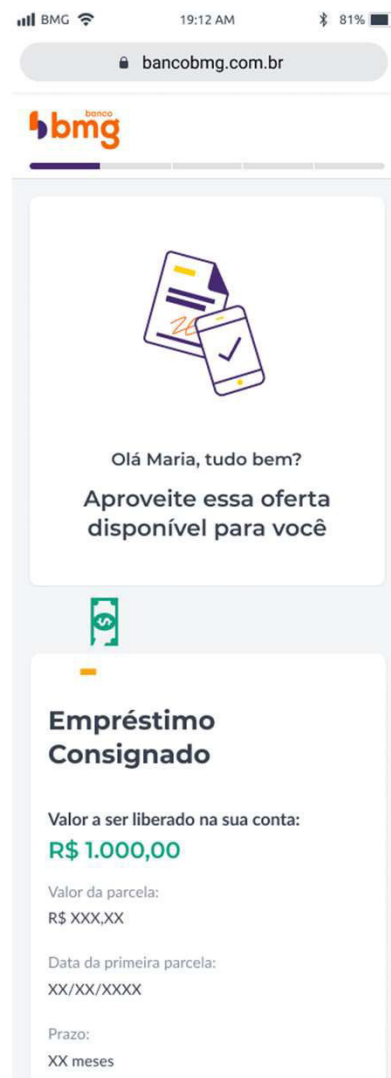 BMG
19:12 AM
81%
bancobmg.com.br
banco
bmg
Olá Maria, tudo bem?
Aproveite essa oferta
disponível para você
Empréstimo
Consignado
Valor a ser liberado na sua conta:
R$ 1.000,00
Valor da parcela:
R$ XXX,XX
Data da primeira parcela:
XX/XX/XXXX
Prazo:
XX meses